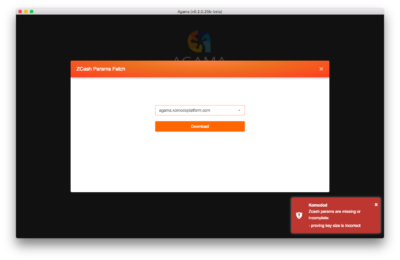 Agama (v0.2.0.25b-beta)
AGAMA
ZCash Params Fetch
agama.komodoplatform.com
Download
Komodod
Zcash params are missing or
incomplete:
- proving key size is incorrect